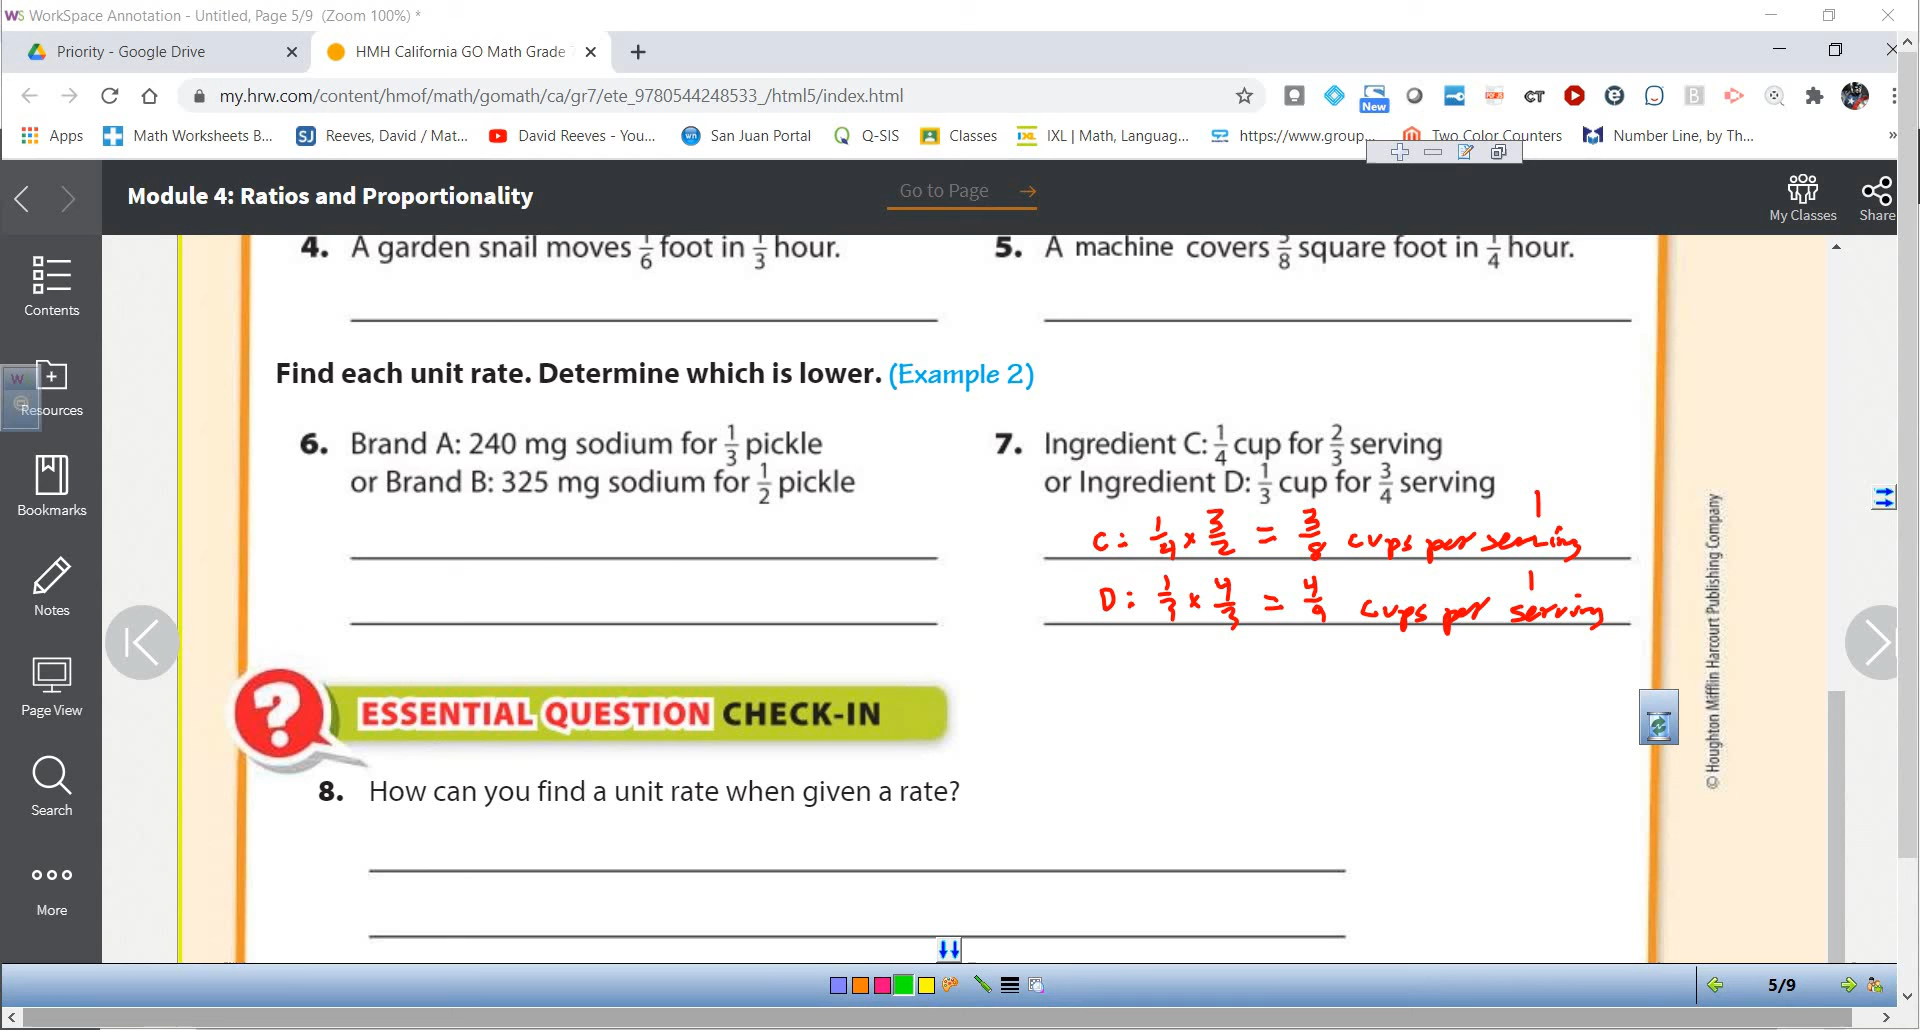 WS WorkSpace Annotation - Untitled, Page 5/9 (Zoom 100%) *
Priority - Google Drive
HMH California GO Math Grade 7
my.hrw.com/content/hmof/math/gomath/ca/gr7/ete_9780544248533_/html5/index.html
New
Apps Math Worksheets B... Reeves, David / Mat... David Reeves - You... San Juan Portal Q-SIS Classes IXL | Math, Languag... https://www.group... Two Color Counters Number Line, by Th... »
Module 4: Ratios and Proportionality
Go to Page →
My Classes
Share
Contents
Resources
Bookmarks
Notes
Page View
Search
More
4. A garden snail moves 1/6 foot in 1/3 hour.
5. A machine covers 5/8 square foot in 1/4 hour.
Find each unit rate. Determine which is lower. (Example 2)
6. Brand A: 240 mg sodium for 1/3 pickle
or Brand B: 325 mg sodium for 1/2 pickle
7. Ingredient C: 1/4 cup for 2/3 serving
or Ingredient D: 1/3 cup for 3/4 serving
1
C: 1/4 × 3/2 = 3/8 cups per serving
1
D: 1/3 × 4/3 = 4/9 cups per serving
© Houghton Mifflin Harcourt Publishing Company
? ESSENTIAL QUESTION CHECK-IN
8. How can you find a unit rate when given a rate?
5/9